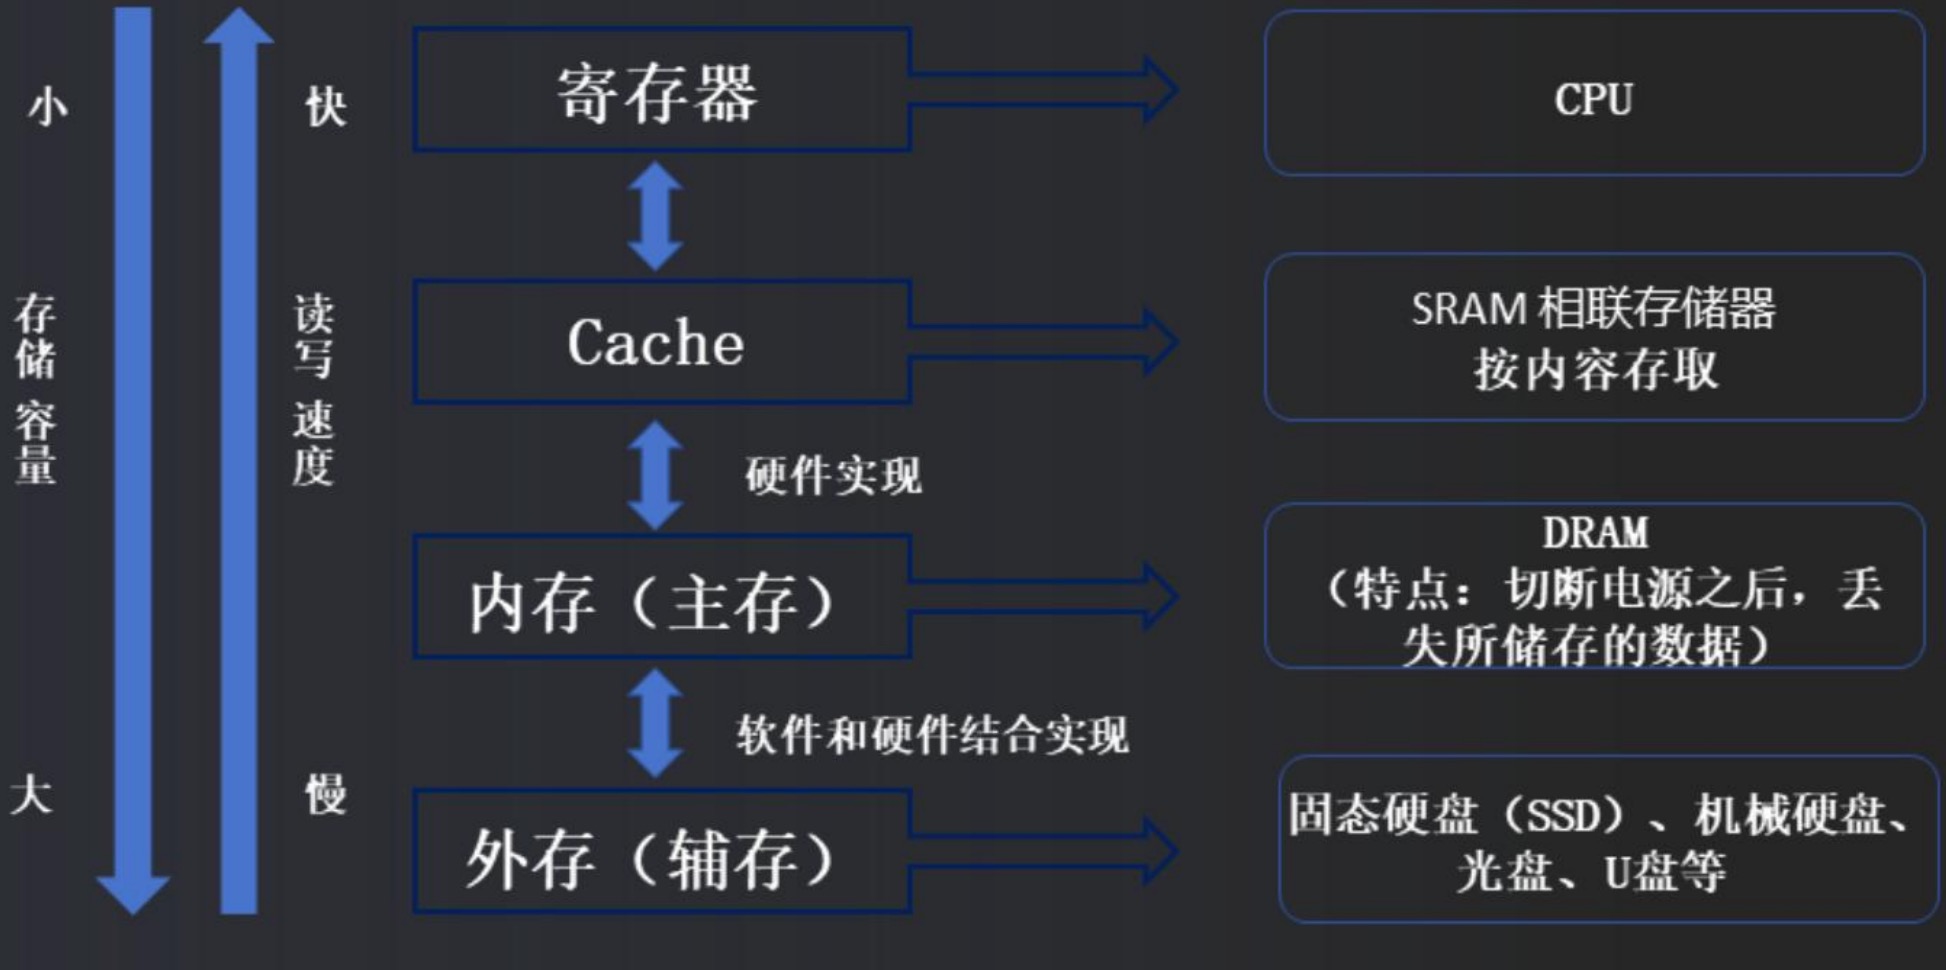 小
快
寄存器
CPU
存储 容量
读写 速度
Cache
SRAM 相联存储器
按内容存取
硬件实现
内存（主存）
DRAM
（特点：切断电源之后，丢
失所储存的数据）
软件和硬件结合实现
大
慢
外存（辅存）
固态硬盘（SSD）、机械硬盘、
光盘、U盘等